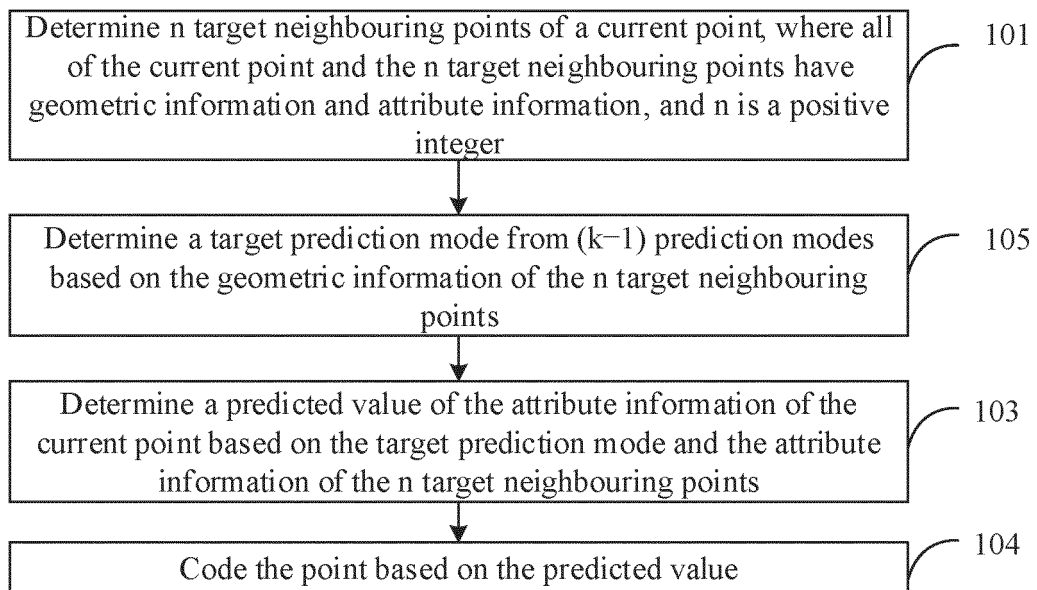 Determine n target neighbouring points of a current point, where all
of the current point and the n target neighbouring points have
geometric information and attribute information, and n is a positive
integer
101
Determine a target prediction mode from (k−1) prediction modes
based on the geometric information of the n target neighbouring
points
105
Determine a predicted value of the attribute information of the
current point based on the target prediction mode and the attribute
information of the n target neighbouring points
103
Code the point based on the predicted value
104